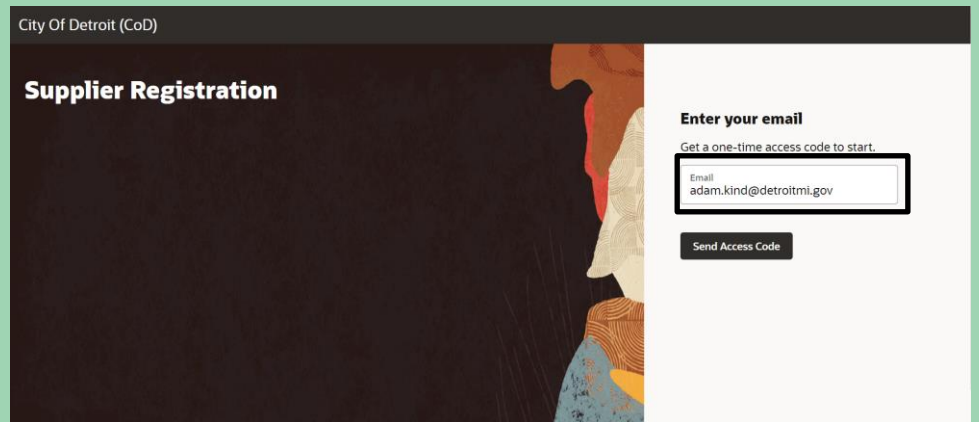 City Of Detroit (CoD)
Supplier Registration
Enter your email
Get a one-time access code to start.
Email
adam.kind@detroitmi.gov
Send Access Code